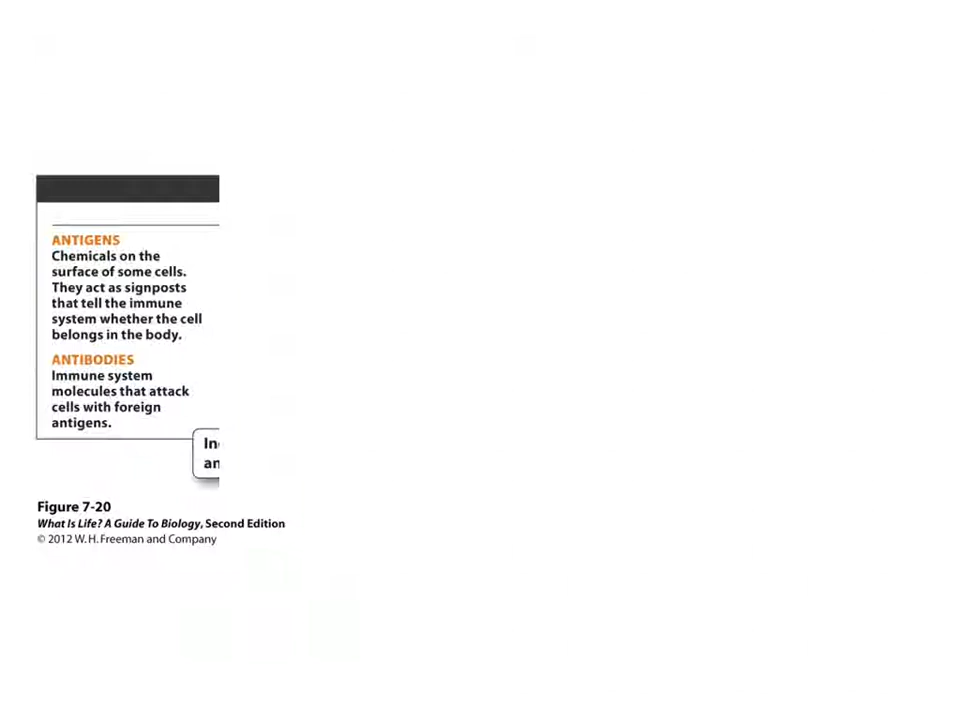 ANTIGENS
Chemicals on the
surface of some cells.
They act as signposts
that tell the immune
system whether the cell
belongs in the body.
ANTIBODIES
Immune system
molecules that attack
cells with foreign
antigens.
Figure 7-20
What Is Life? A Guide To Biology, Second Edition
© 2012 W. H. Freeman and Company